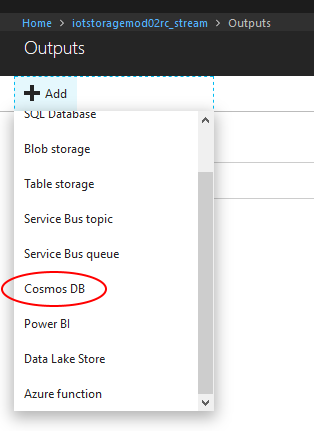 Home > iotstoragemod02rc_stream > Outputs
Outputs
Add
SQL Database
Blob storage
Table storage
Service Bus topic
Service Bus queue
Cosmos DB
Power BI
Data Lake Store
Azure function